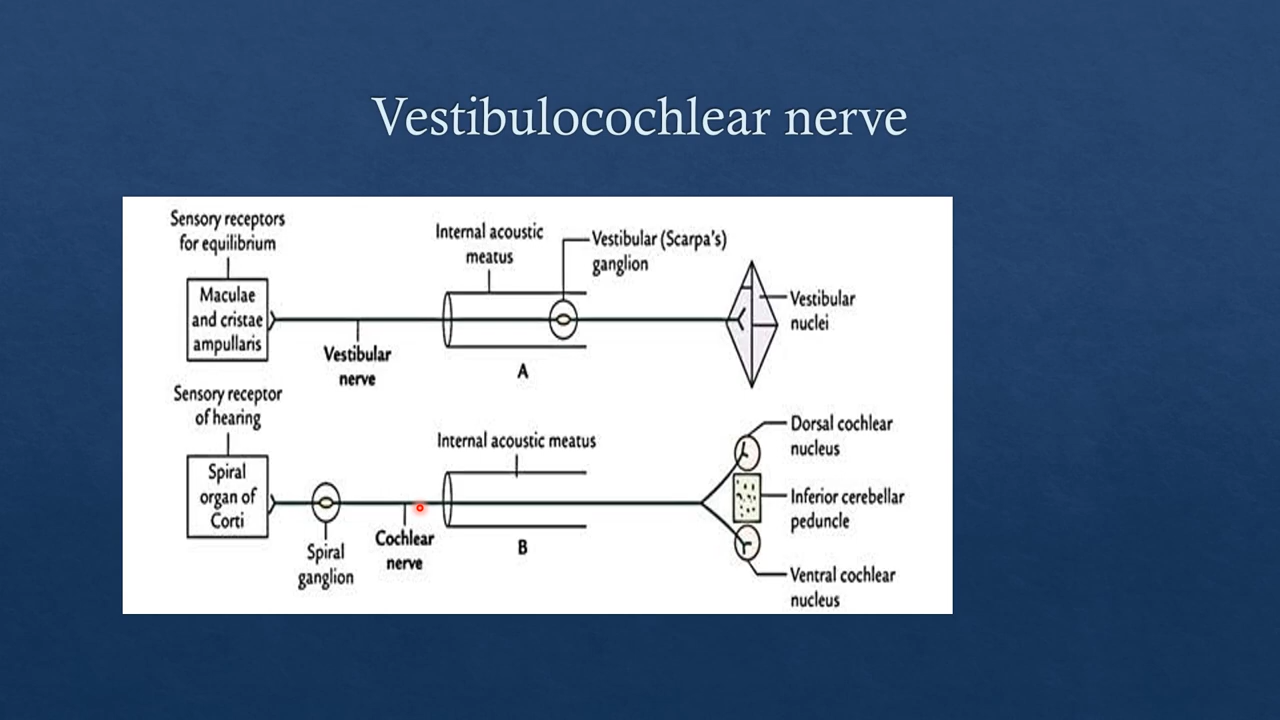 Vestibulocochlear nerve
Sensory receptors
for equilibrium
Maculae
and cristae
ampullaris
Vestibular
nerve
Internal acoustic
meatus
Vestibular (Scarpa's)
ganglion
Vestibular
nuclei
A
Sensory receptor
of hearing
Spiral
organ of
Corti
Spiral
ganglion
Cochlear
nerve
Internal acoustic meatus
B
Dorsal cochlear
nucleus
Inferior cerebellar
peduncle
Ventral cochlear
nucleus